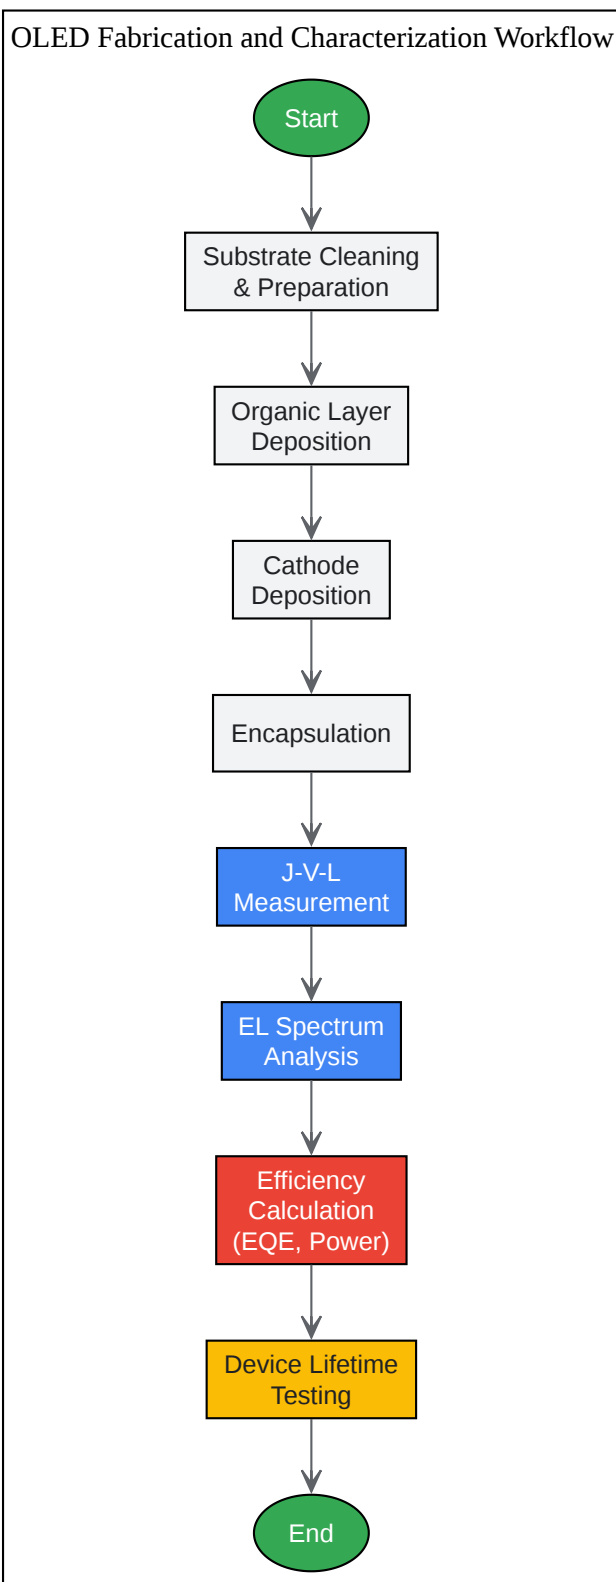 OLED Fabrication and Characterization Workflow
Start
Substrate Cleaning
& Preparation
Organic Layer
Deposition
Cathode
Deposition
Encapsulation
J-V-L
Measurement
EL Spectrum
Analysis
Efficiency
Calculation
(EQE, Power)
Device Lifetime
Testing
End